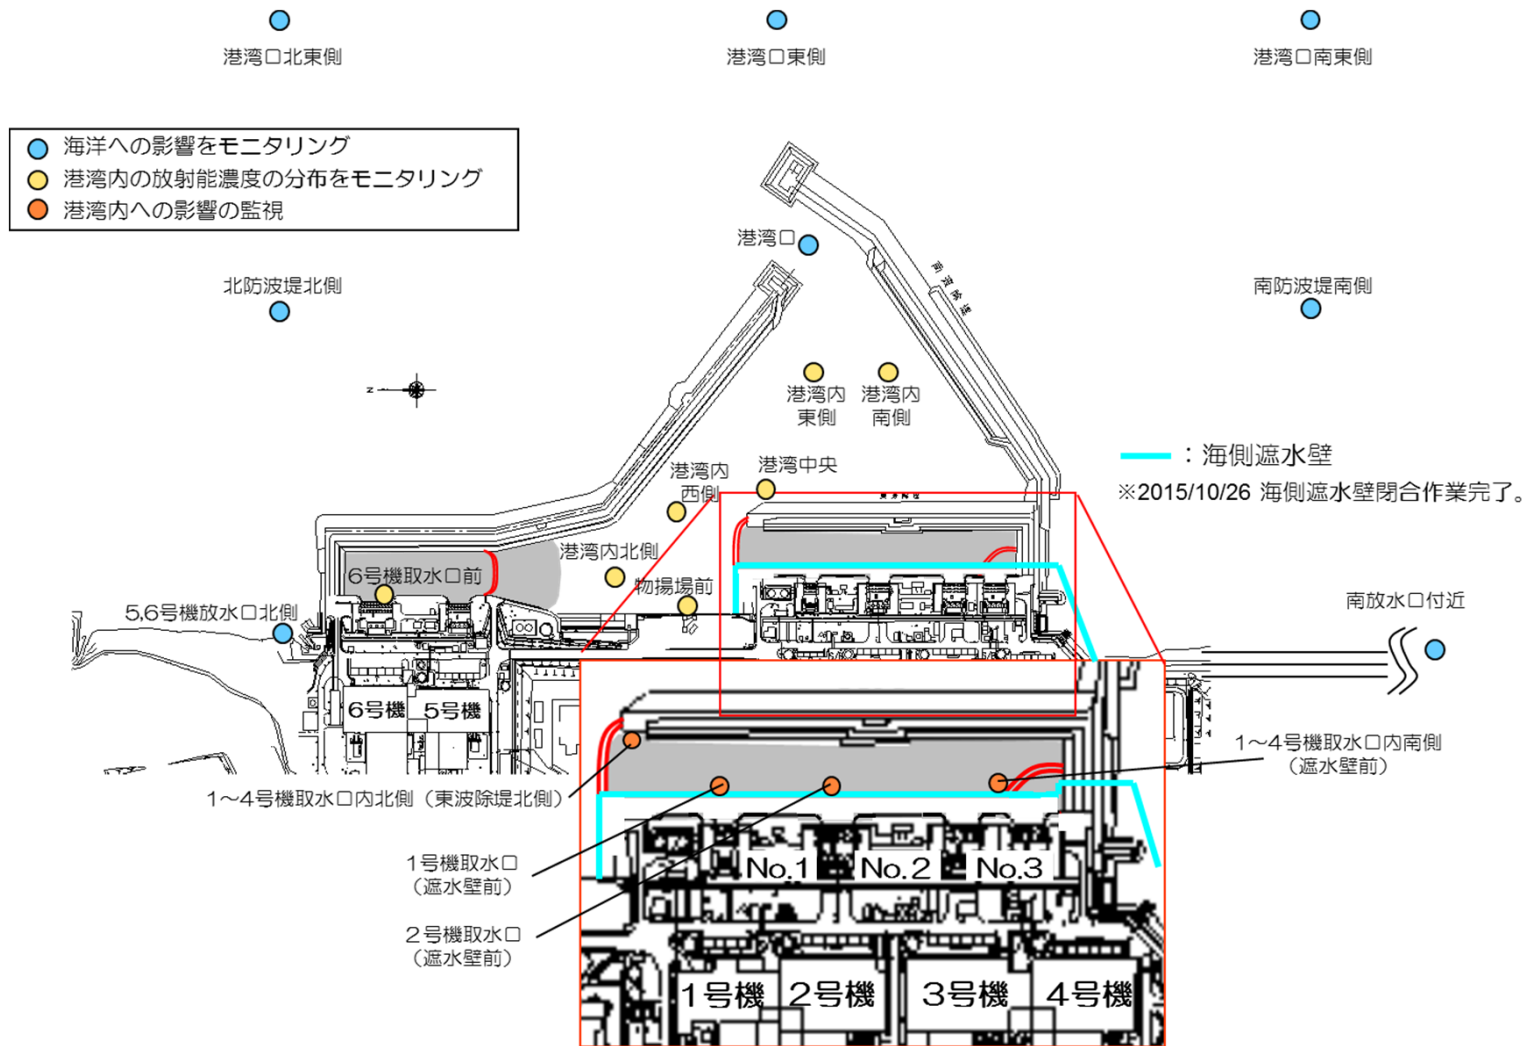 港湾口北東側
港湾口東側
港湾口南東側
海洋への影響をモニタリング
港湾内の放射能濃度の分布をモニタリング
港湾内への影響の監視
港湾口
北防波堤北側
南防波堤南側
南波除堤
N
港湾内
東側
港湾内
南側
：海側遮水壁
※2015/10/26 海側遮水壁閉合作業完了。
港湾内
西側
港湾中央
東波除堤
港湾内北側
6号機取水口前
物揚場前
5,6号機放水口北側
南放水口付近
6号機
5号機
1～4号機取水口内南側
（遮水壁前）
1～4号機取水口内北側（東波除堤北側）
1号機取水口
（遮水壁前）
No.1
No.2
No.3
2号機取水口
（遮水壁前）
1号機
2号機
3号機
4号機